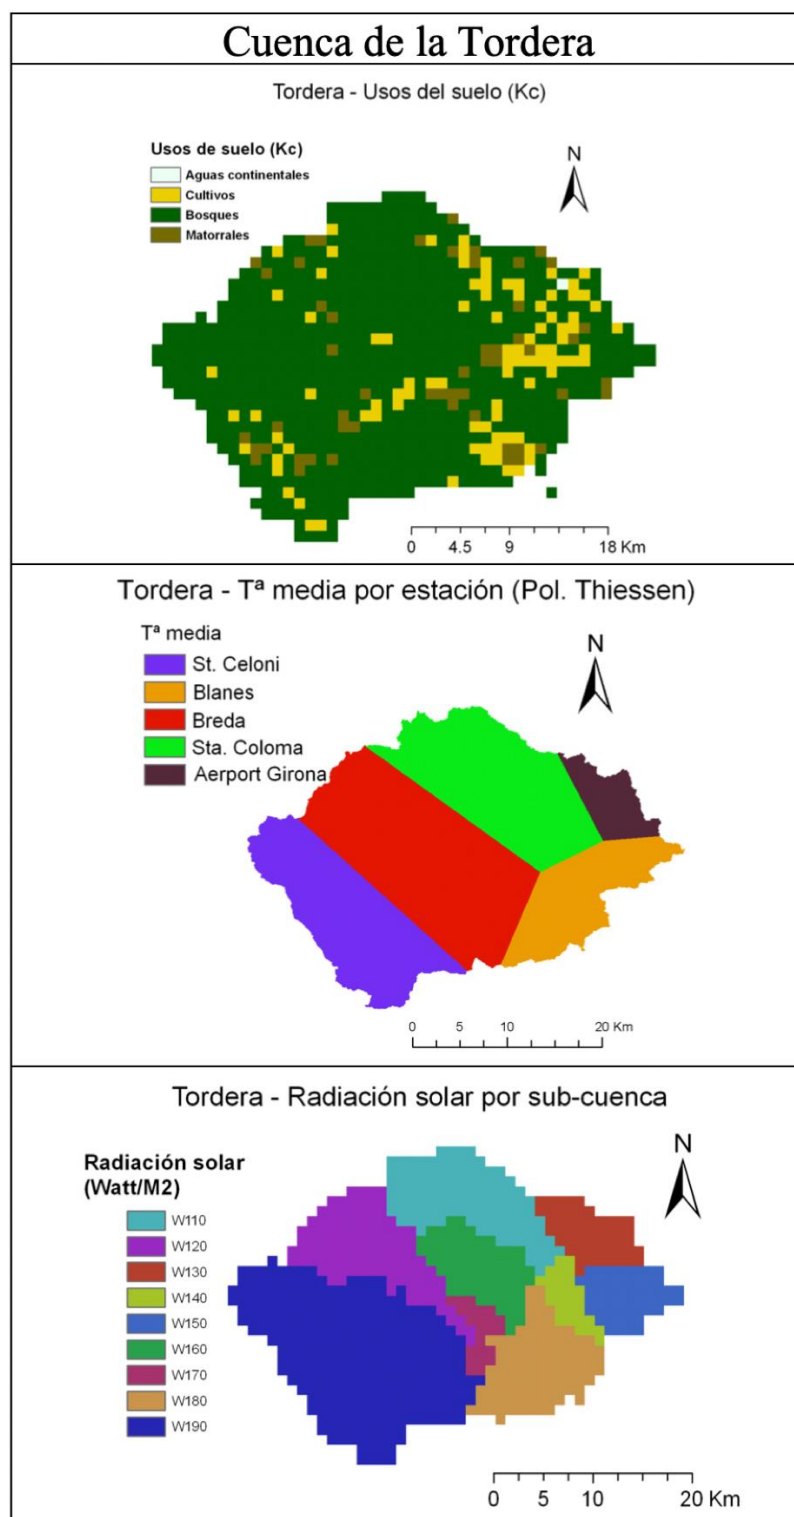 Cuenca de la Tordera
Tordera - Usos del suelo (Kc)
Usos de suelo (Kc)
Aguas continentales
Cultivos
Bosques
Matorrales
N
0 4.5 9 18 Km
Tordera - Tª media por estación (Pol. Thiessen)
Tª media
St. Celoni
Blanes
Breda
Sta. Coloma
Aerport Girona
N
0 5 10 20 Km
Tordera - Radiación solar por sub-cuenca
Radiación solar
(Watt/M2)
W110
W120
W130
W140
W150
W160
W170
W180
W190
N
0 5 10 20 Km